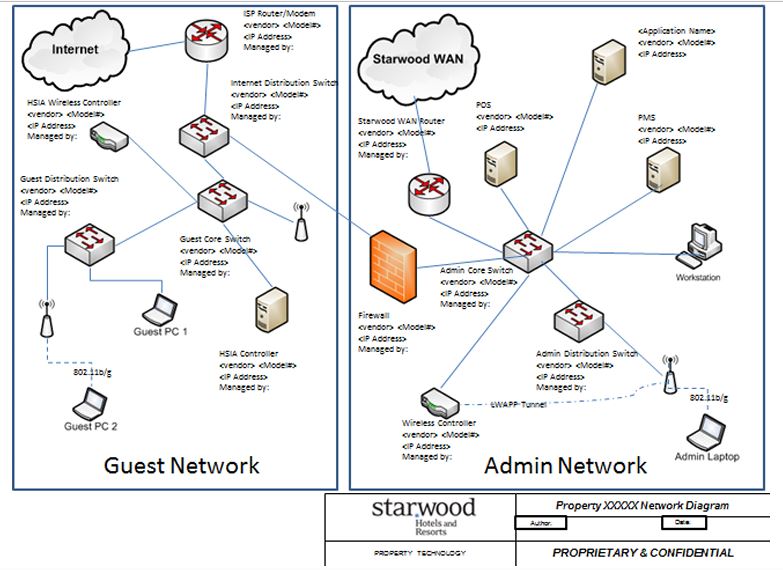 Internet
ISP Router/Modem
<vendor> <Model#>
<IP Address>
Managed by:
Internet Distribution Switch
<vendor> <Model#>
<IP Address>
Managed by:
HSIA Wireless Controller
<vendor> <Model#>
<IP Address>
Managed by:
Guest Distribution Switch
<vendor> <Model#>
<IP Address>
Managed by:
Guest Core Switch
<vendor> <Model#>
<IP Address>
Managed by:
Guest PC 1
HSIA Controller
<vendor> <Model#>
<IP Address>
Managed by:
802.11b/g
Guest PC 2
Guest Network
Starwood WAN
<Application Name>
<vendor> <Model#>
<IP Address>
Starwood WAN Router
<vendor> <Model#>
<IP Address>
Managed by:
POS
<vendor> <Model#>
<IP Address>
PMS
<vendor> <Model#>
<IP Address>
Workstation
Admin Core Switch
<vendor> <Model#>
<IP Address>
Managed by:
Firewall
<vendor> <Model#>
<IP Address>
Managed by:
Admin Distribution Switch
<vendor> <Model#>
<IP Address>
Managed by:
LWAPP Tunnel
802.11b/g
Wireless Controller
<vendor> <Model#>
<IP Address>
Managed by:
Admin Laptop
Admin Network
starwood
Hotels and
Resorts
PROPERTY TECHNOLOGY
Property XXXXX Network Diagram
Author:
Date:
PROPRIETARY & CONFIDENTIAL